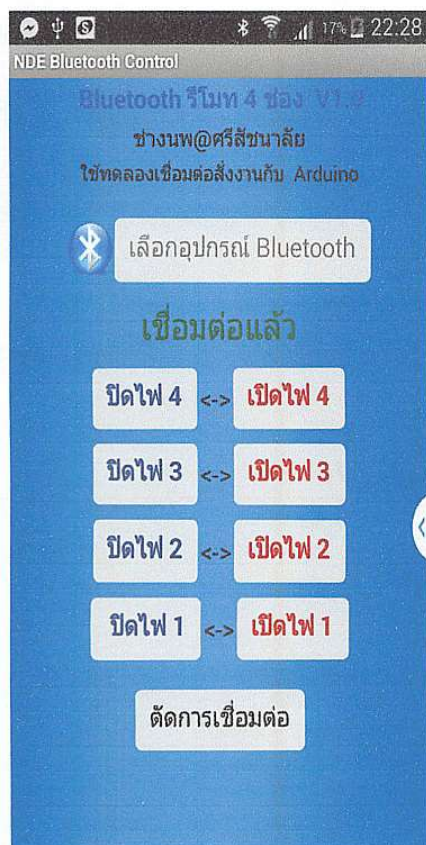 17% 22:28
NDE Bluetooth Control
Bluetooth รีโมท 4 ช่อง V1.0
ช่างนพ@ศรีสัชนาลัย
ใช้ทดลองเชื่อมต่อสั่งงานกับ Arduino
เลือกอุปกรณ์ Bluetooth
เชื่อมต่อแล้ว
ปิดไฟ 4 <-> เปิดไฟ 4
ปิดไฟ 3 <-> เปิดไฟ 3
ปิดไฟ 2 <-> เปิดไฟ 2
ปิดไฟ 1 <-> เปิดไฟ 1
ตัดการเชื่อมต่อ